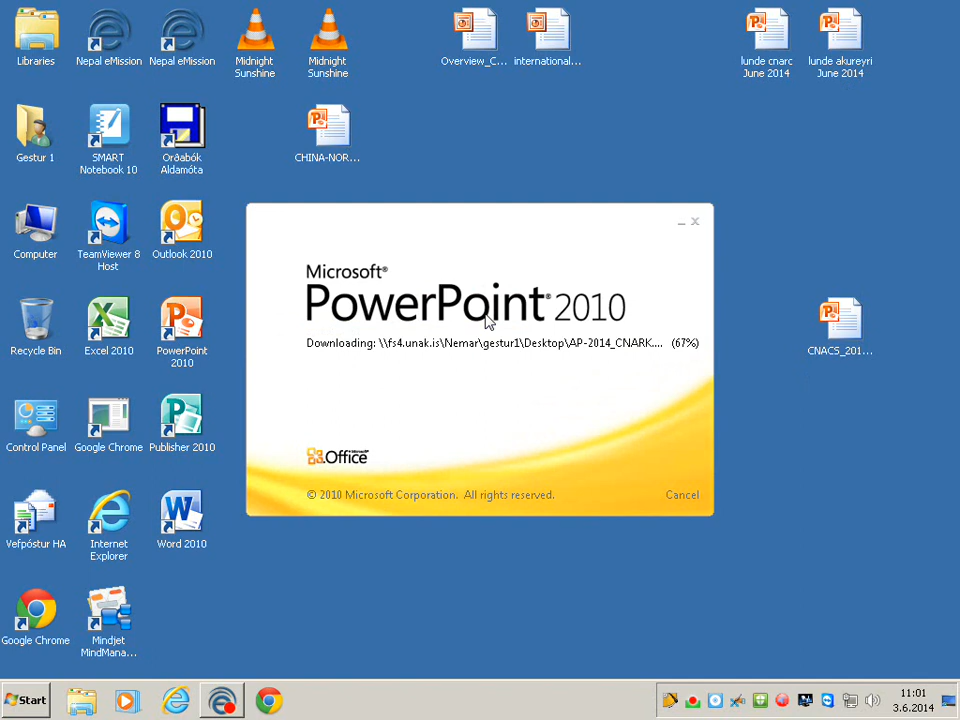 Libraries
Nepal eMission
Nepal eMission
Midnight
Sunshine
Midnight
Sunshine
Overview_C...
international...
lunde cnarc
June 2014
lunde akureyri
June 2014
Gestur 1
SMART
Notebook 10
Orðabók
Aldamóta
CHINA-NOR...
Computer
TeamViewer 8
Host
Outlook 2010
Microsoft®
PowerPoint® 2010
Downloading: \\fs4.unak.is\Nemar\gestur1\Desktop\AP-2014_CNARK.... (67%)
Recycle Bin
Excel 2010
PowerPoint
2010
CNACS_201...
Control Panel
Google Chrome
Publisher 2010
Office
© 2010 Microsoft Corporation. All rights reserved.
Cancel
Vefpóstur HA
Internet
Explorer
Word 2010
Google Chrome
Mindjet
MindMana...
Start
11:01
3.6.2014